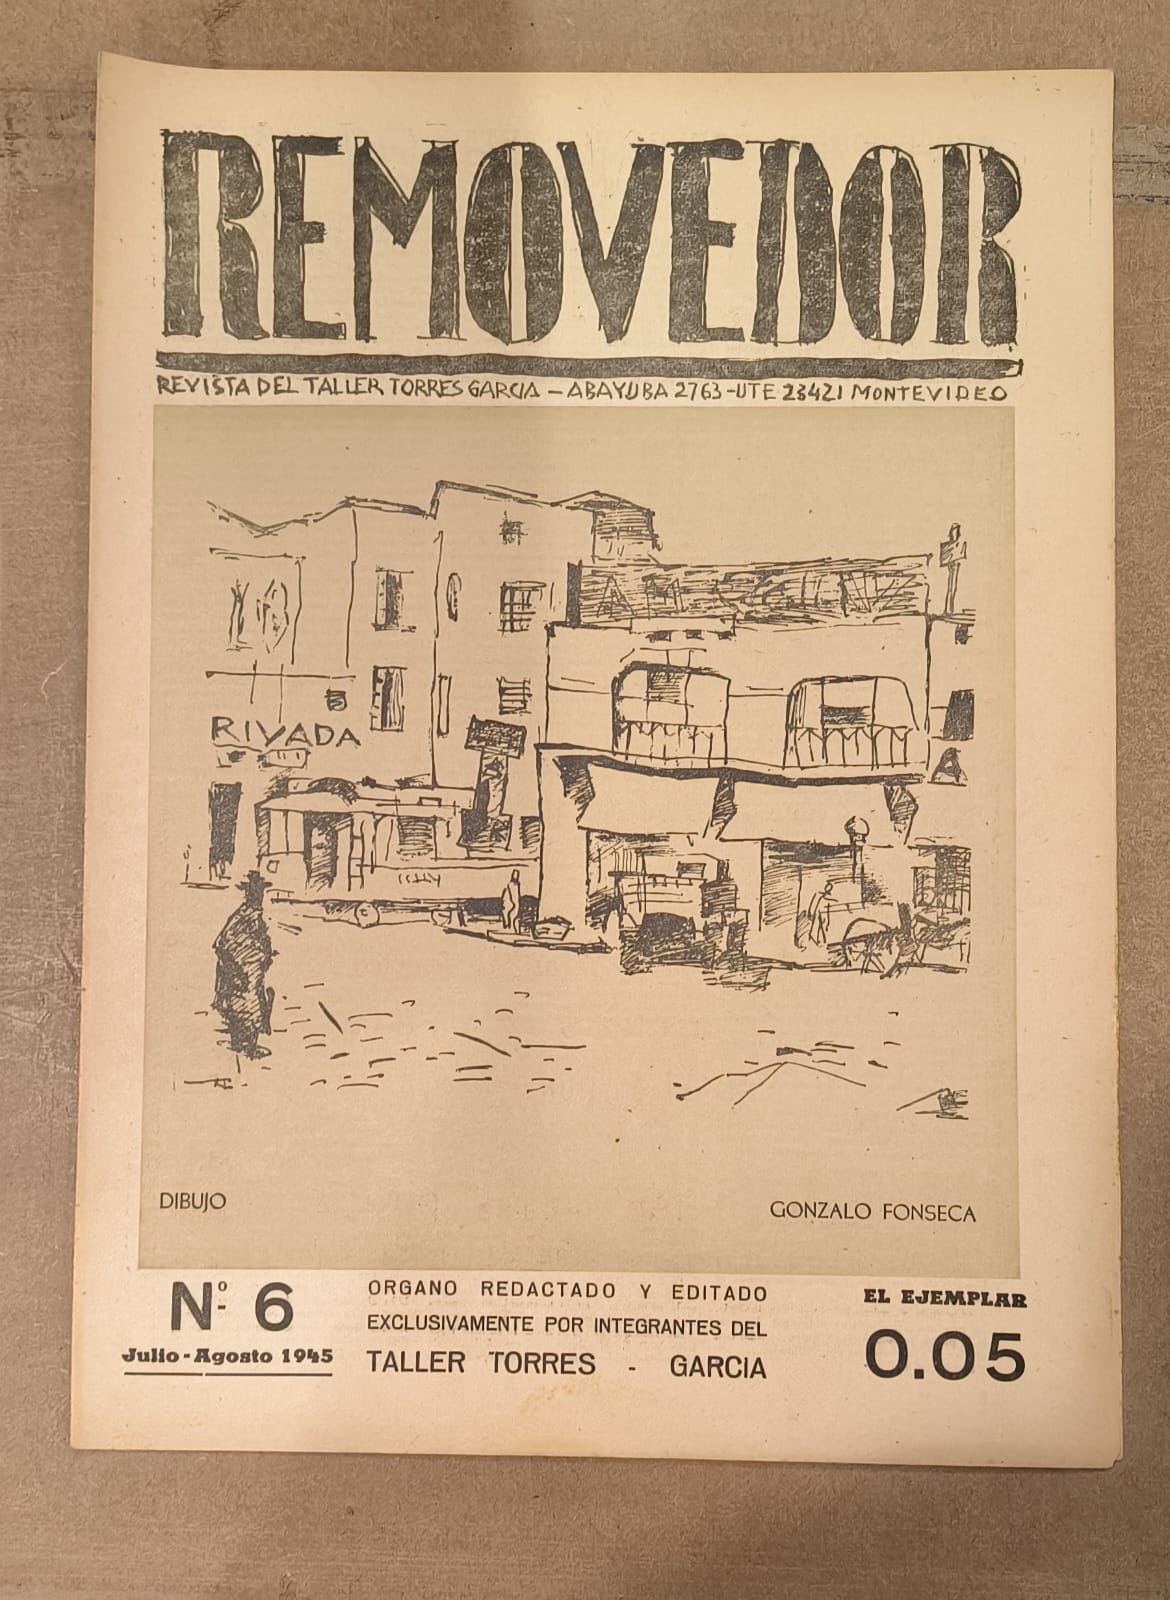 REMOVEDOR
REVISTA DEL TALLER TORRES GARCIA – ABAYUBA 2763 – UTE 23421 MONTEVIDEO
RIVADA
A
DIBUJO
GONZALO FONSECA
Nº 6
Julio - Agosto 1945
ORGANO REDACTADO Y EDITADO
EXCLUSIVAMENTE POR INTEGRANTES DEL
TALLER TORRES - GARCIA
EL EJEMPLAR
0.05